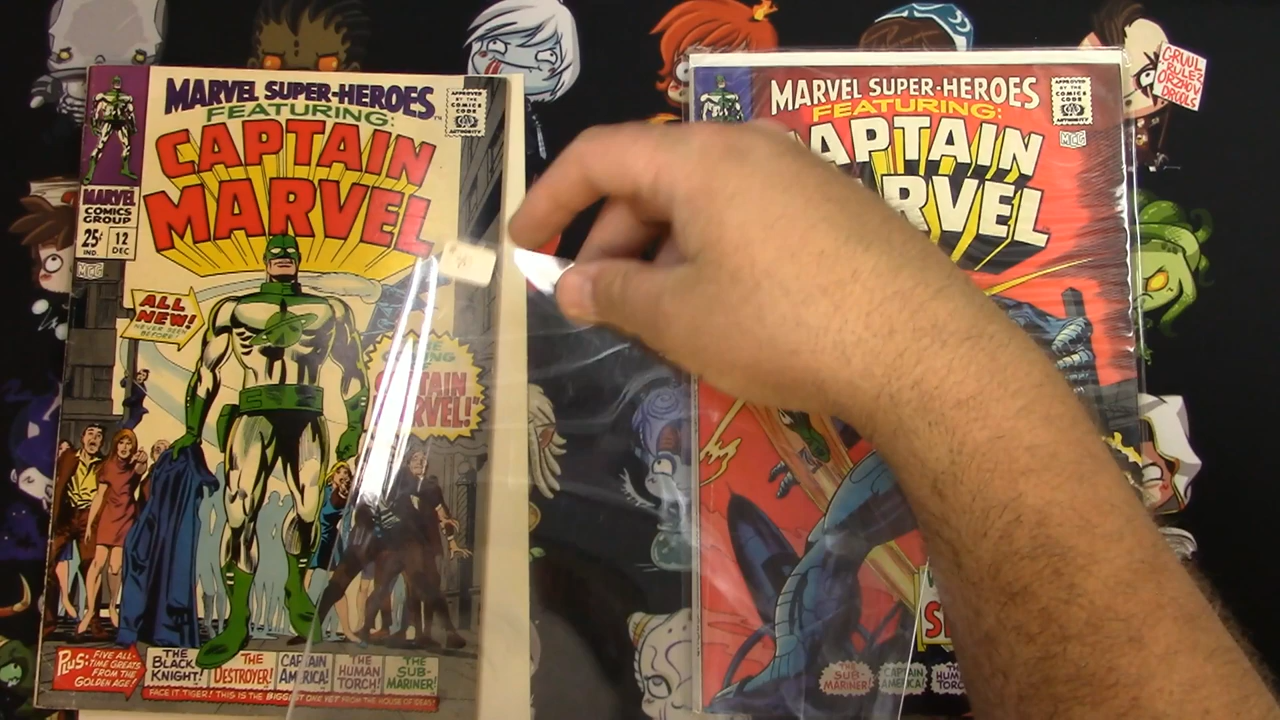 MARVEL SUPER-HEROES
FEATURING:
CAPTAIN
MARVEL
APPROVED
BY THE
COMICS
CODE
AUTHORITY
MARVEL
COMICS
GROUP
25¢
IND.
12
DEC
MCG
ALL
NEW!
NEVER SEEN
BEFORE!
PLUS: FIVE ALL-
TIME GREATS
FROM THE
GOLDEN AGE!
THE
BLACK
KNIGHT!
THE
DESTROYER!
CAPTAIN
AMERICA!
THE
HUMAN
TORCH!
THE
SUB-
MARINER!
FACE IT, TIGER! THIS IS THE BIGGEST ONE YET FROM THE HOUSE OF IDEAS!
MARVEL SUPER-HEROES
FEATURING:
APTAIN
RVEL
APPROVED
BY THE
COMICS
CODE
AUTHORITY
MCG
THE
SUB-
MARINER!
CAPTAIN
AMERICA!
GRUUL
RULEZ
ORZHOV
DROOLS